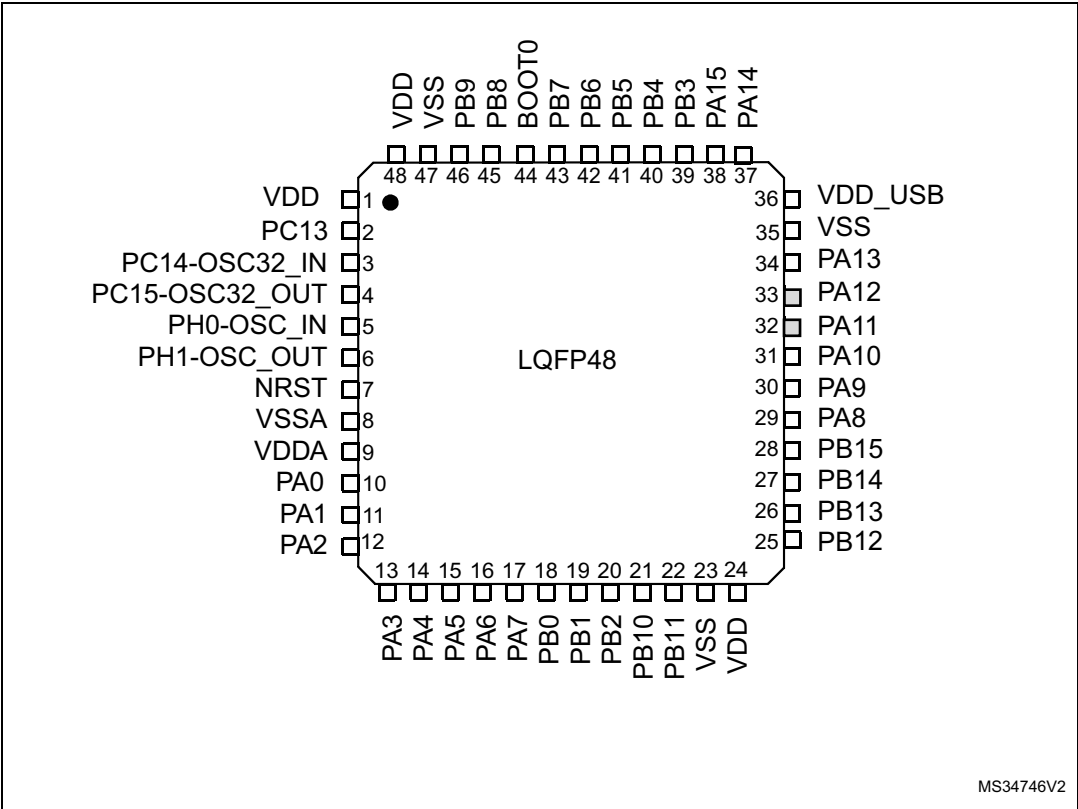 VDD
VSS
PB9
PB8
BOOT0
PB7
PB6
PB5
PB4
PB3
PA15
PA14
48 47 46 45 44 43 42 41 40 39 38 37
VDD 1
PC13 2
PC14-OSC32_IN 3
PC15-OSC32_OUT 4
PH0-OSC_IN 5
PH1-OSC_OUT 6
NRST 7
VSSA 8
VDDA 9
PA0 10
PA1 11
PA2 12
LQFP48
36 VDD_USB
35 VSS
34 PA13
33 PA12
32 PA11
31 PA10
30 PA9
29 PA8
28 PB15
27 PB14
26 PB13
25 PB12
13 14 15 16 17 18 19 20 21 22 23 24
PA3
PA4
PA5
PA6
PA7
PB0
PB1
PB2
PB10
PB11
VSS
VDD
MS34746V2